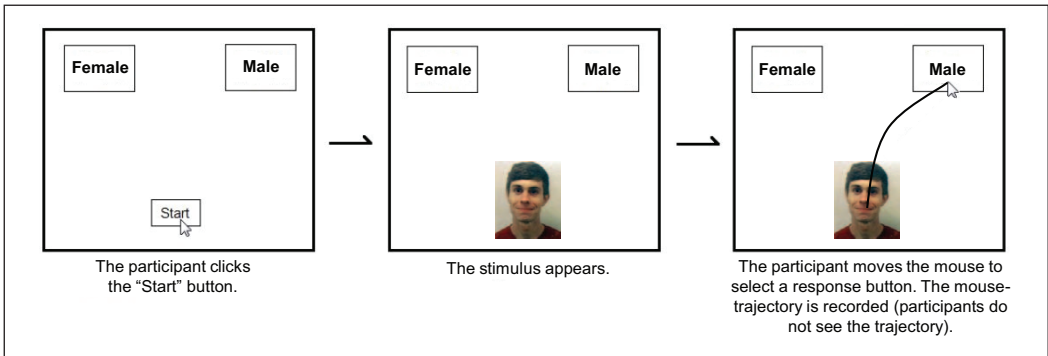 Female
Male
Start
The participant clicks
the “Start” button.
Female
Male
The stimulus appears.
Female
Male
The participant moves the mouse to
select a response button. The mouse-
trajectory is recorded (participants do
not see the trajectory).